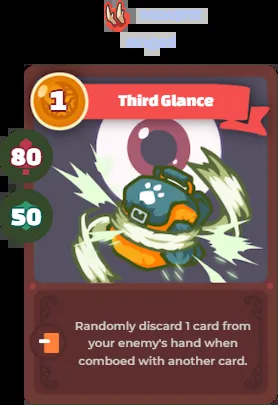 1
Third Glance
80
50
Randomly discard 1 card from
your enemy's hand when
comboed with another card.